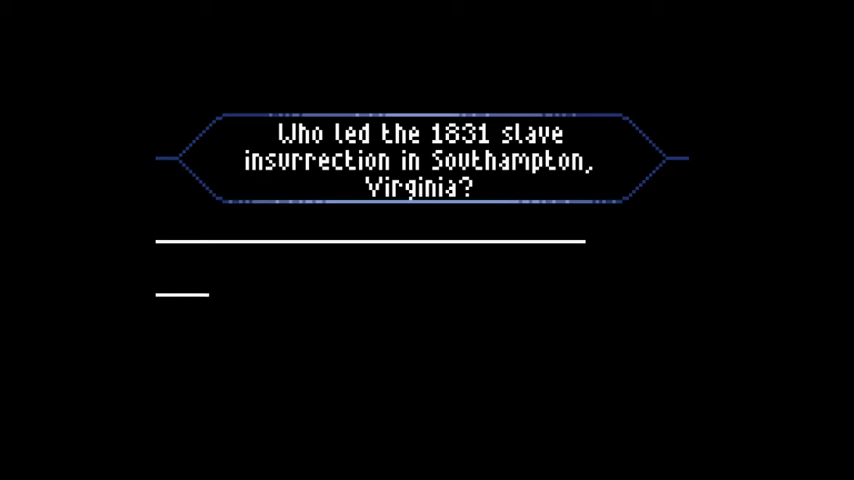 Who led the 1831 slave
insurrection in Southampton,
Virginia?